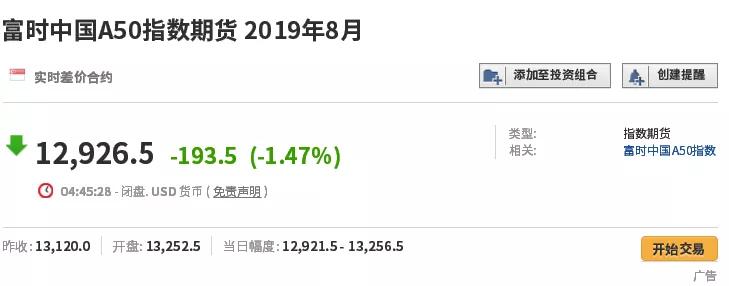 富时中国A50指数期货 2019年8月
实时差价合约
添加至投资组合
创建提醒
12,926.5 -193.5 (-1.47%)
类型: 指数期货
相关: 富时中国A50指数
04:45:28 - 闭盘. USD 货币 ( 免责声明 )
昨收: 13,120.0 开盘: 13,252.5 当日幅度: 12,921.5 - 13,256.5
开始交易
广告